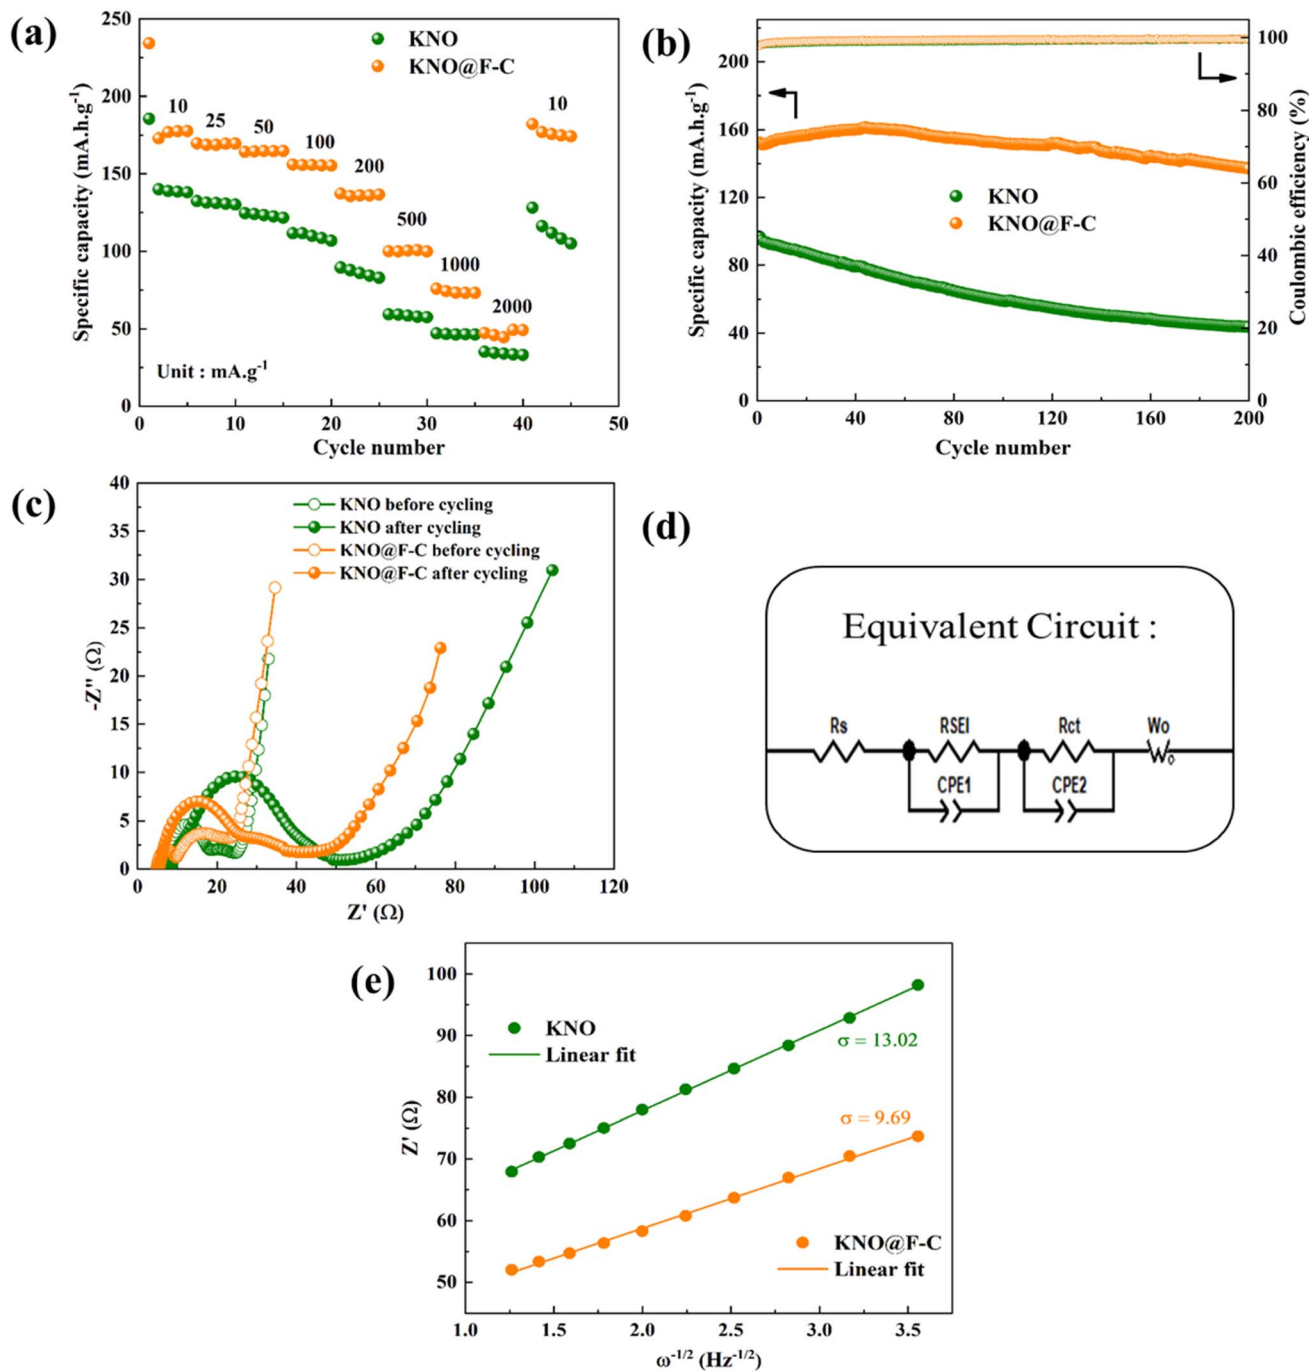 (a)
250
200
150
100
50
0
Specific capacity (mA.h.g⁻¹)
KNO
KNO@F-C
10
25
50
100
200
500
1000
2000
10
Unit : mA.g⁻¹
0
10
20
30
40
50
Cycle number
(b)
200
160
120
80
40
0
Specific capacity (mA.h.g⁻¹)
100
80
60
40
20
0
Coulombic efficiency (%)
KNO
KNO@F-C
0
40
80
120
160
200
Cycle number
(c)
40
35
30
25
20
15
10
5
0
-Z'' (Ω)
KNO before cycling
KNO after cycling
KNO@F-C before cycling
KNO@F-C after cycling
0
20
40
60
80
100
120
Z' (Ω)
(d)
Equivalent Circuit :
Rs
RSEI
Rct
Wo
CPE1
CPE2
(e)
100
90
80
70
60
50
Z' (Ω)
KNO
Linear fit
σ = 13.02
σ = 9.69
KNO@F-C
Linear fit
1.0
1.5
2.0
2.5
3.0
3.5
ω⁻¹/² (Hz⁻¹/²)